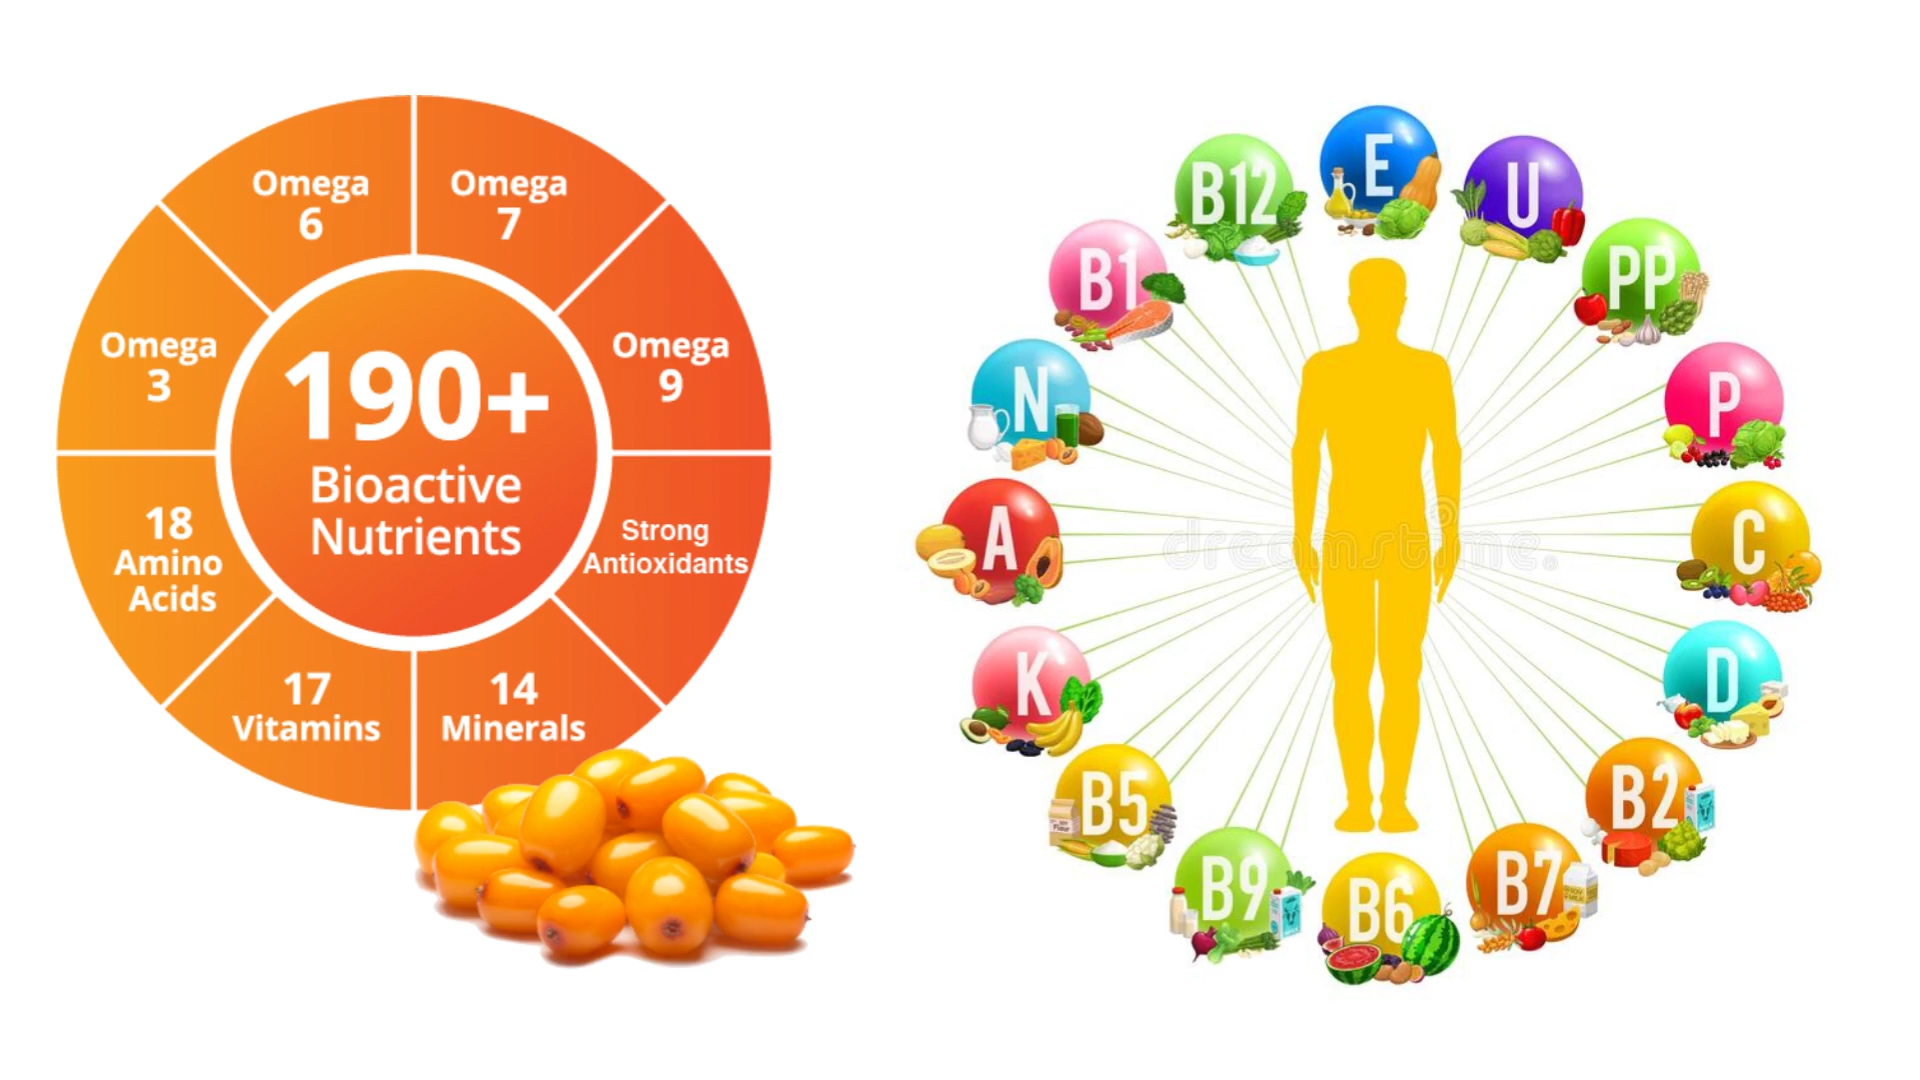 Omega
6
Omega
7
Omega
3
Omega
9
190+
Bioactive
Nutrients
18
Amino
Acids
Strong
Antioxidants
17
Vitamins
14
Minerals
E
B12
U
B1
PP
N
P
A
C
dreamstime.
K
D
B5
B2
B9
B7
B6